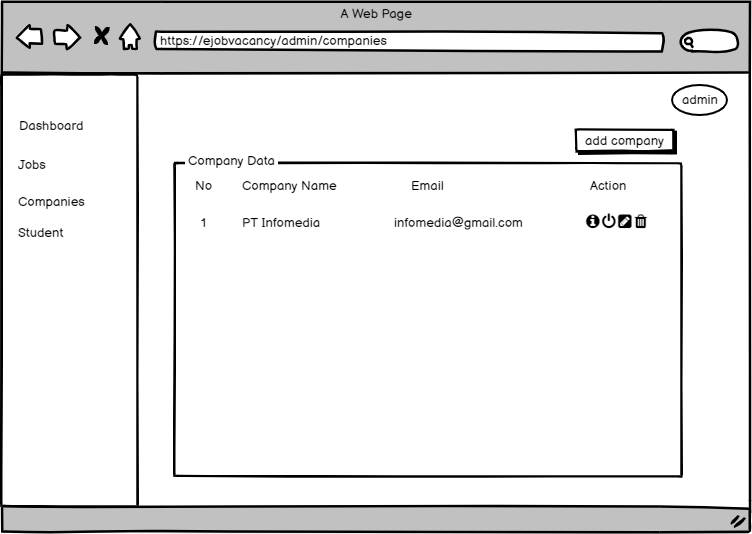 A Web Page
https://ejobvacancy/admin/companies
admin
Dashboard
Jobs
Companies
Student
add company
Company Data
No Company Name Email Action
1 PT Infomedia infomedia@gmail.com